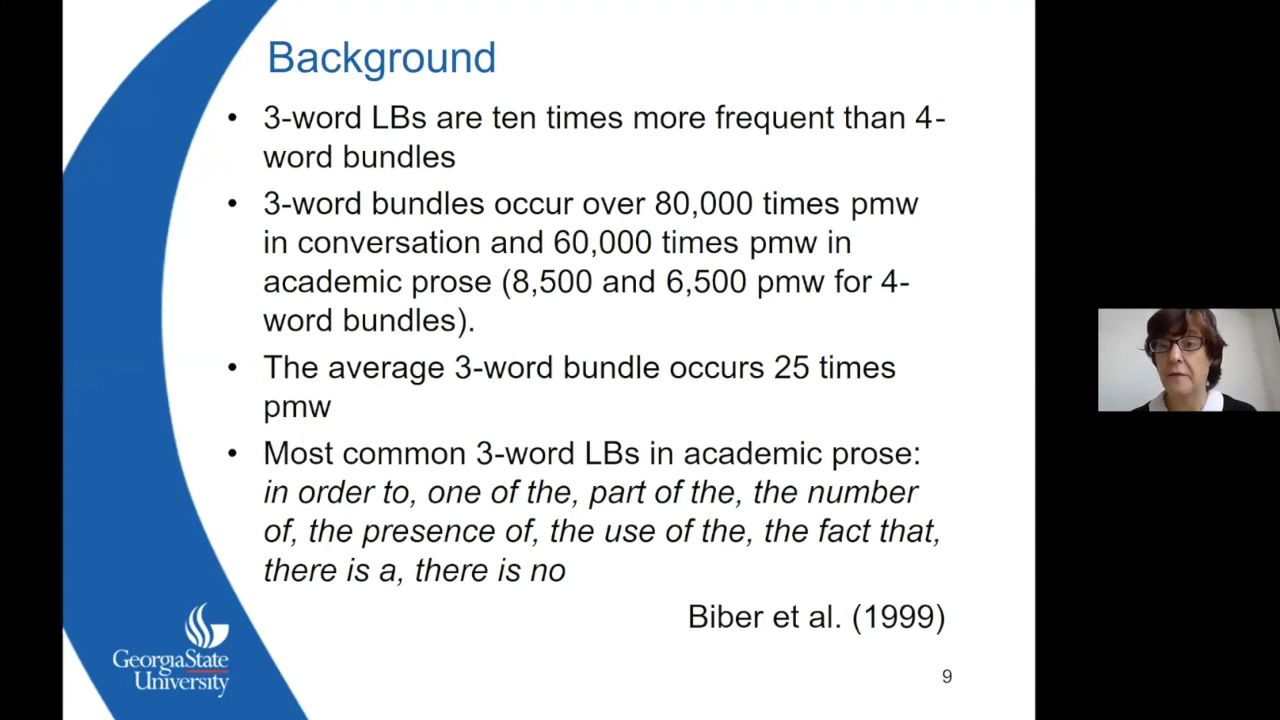 Background
• 3-word LBs are ten times more frequent than 4-
word bundles
• 3-word bundles occur over 80,000 times pmw
in conversation and 60,000 times pmw in
academic prose (8,500 and 6,500 pmw for 4-
word bundles).
• The average 3-word bundle occurs 25 times
pmw
• Most common 3-word LBs in academic prose:
in order to, one of the, part of the, the number
of, the presence of, the use of the, the fact that,
there is a, there is no
Biber et al. (1999)
GeorgiaState
University
9